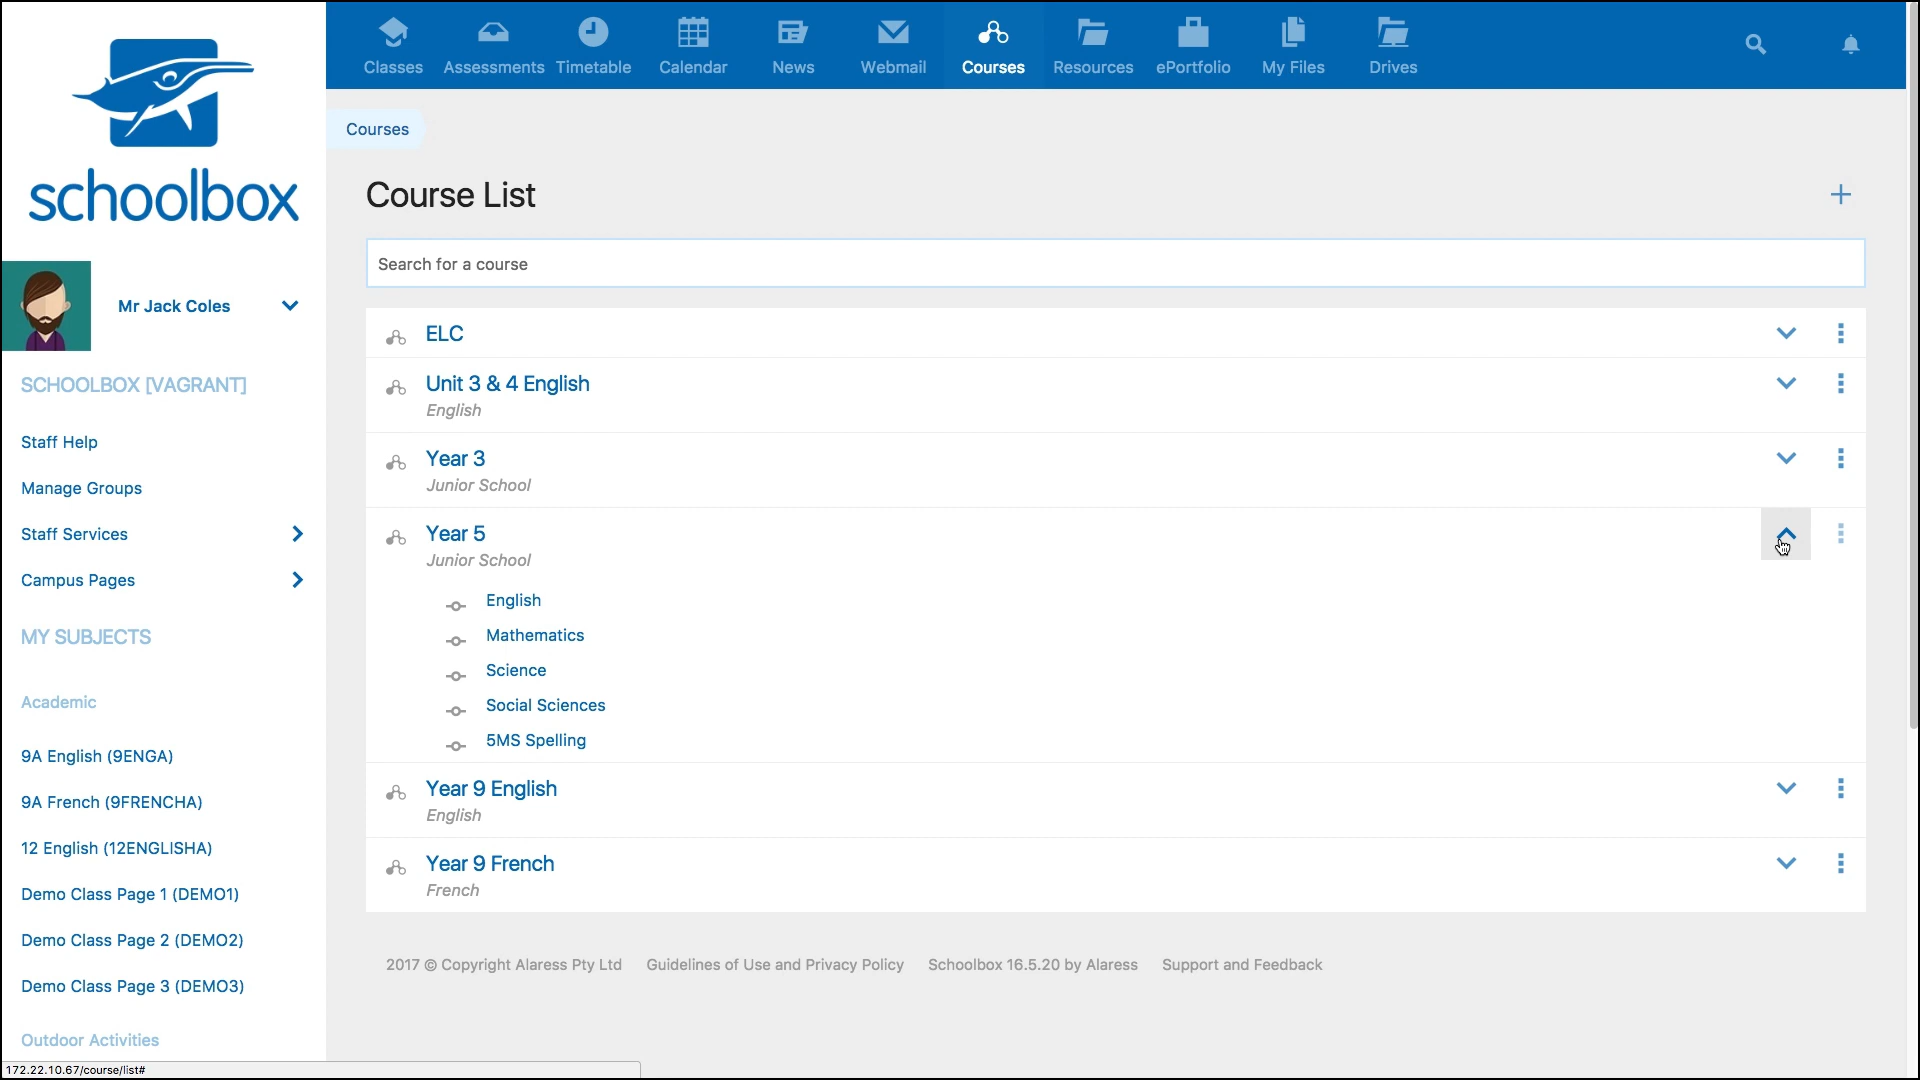 Classes Assessments Timetable Calendar News Webmail Courses Resources ePortfolio My Files Drives
schoolbox
Mr Jack Coles
SCHOOLBOX [VAGRANT]
Staff Help
Manage Groups
Staff Services
Campus Pages
MY SUBJECTS
Academic
9A English (9ENGA)
9A French (9FRENCHA)
12 English (12ENGLISHA)
Demo Class Page 1 (DEMO1)
Demo Class Page 2 (DEMO2)
Demo Class Page 3 (DEMO3)
Outdoor Activities
Courses
Course List
Search for a course
ELC
Unit 3 & 4 English
English
Year 3
Junior School
Year 5
Junior School
English
Mathematics
Science
Social Sciences
5MS Spelling
Year 9 English
English
Year 9 French
French
2017 © Copyright Alaress Pty Ltd Guidelines of Use and Privacy Policy Schoolbox 16.5.20 by Alaress Support and Feedback
172.22.10.67/course/list#